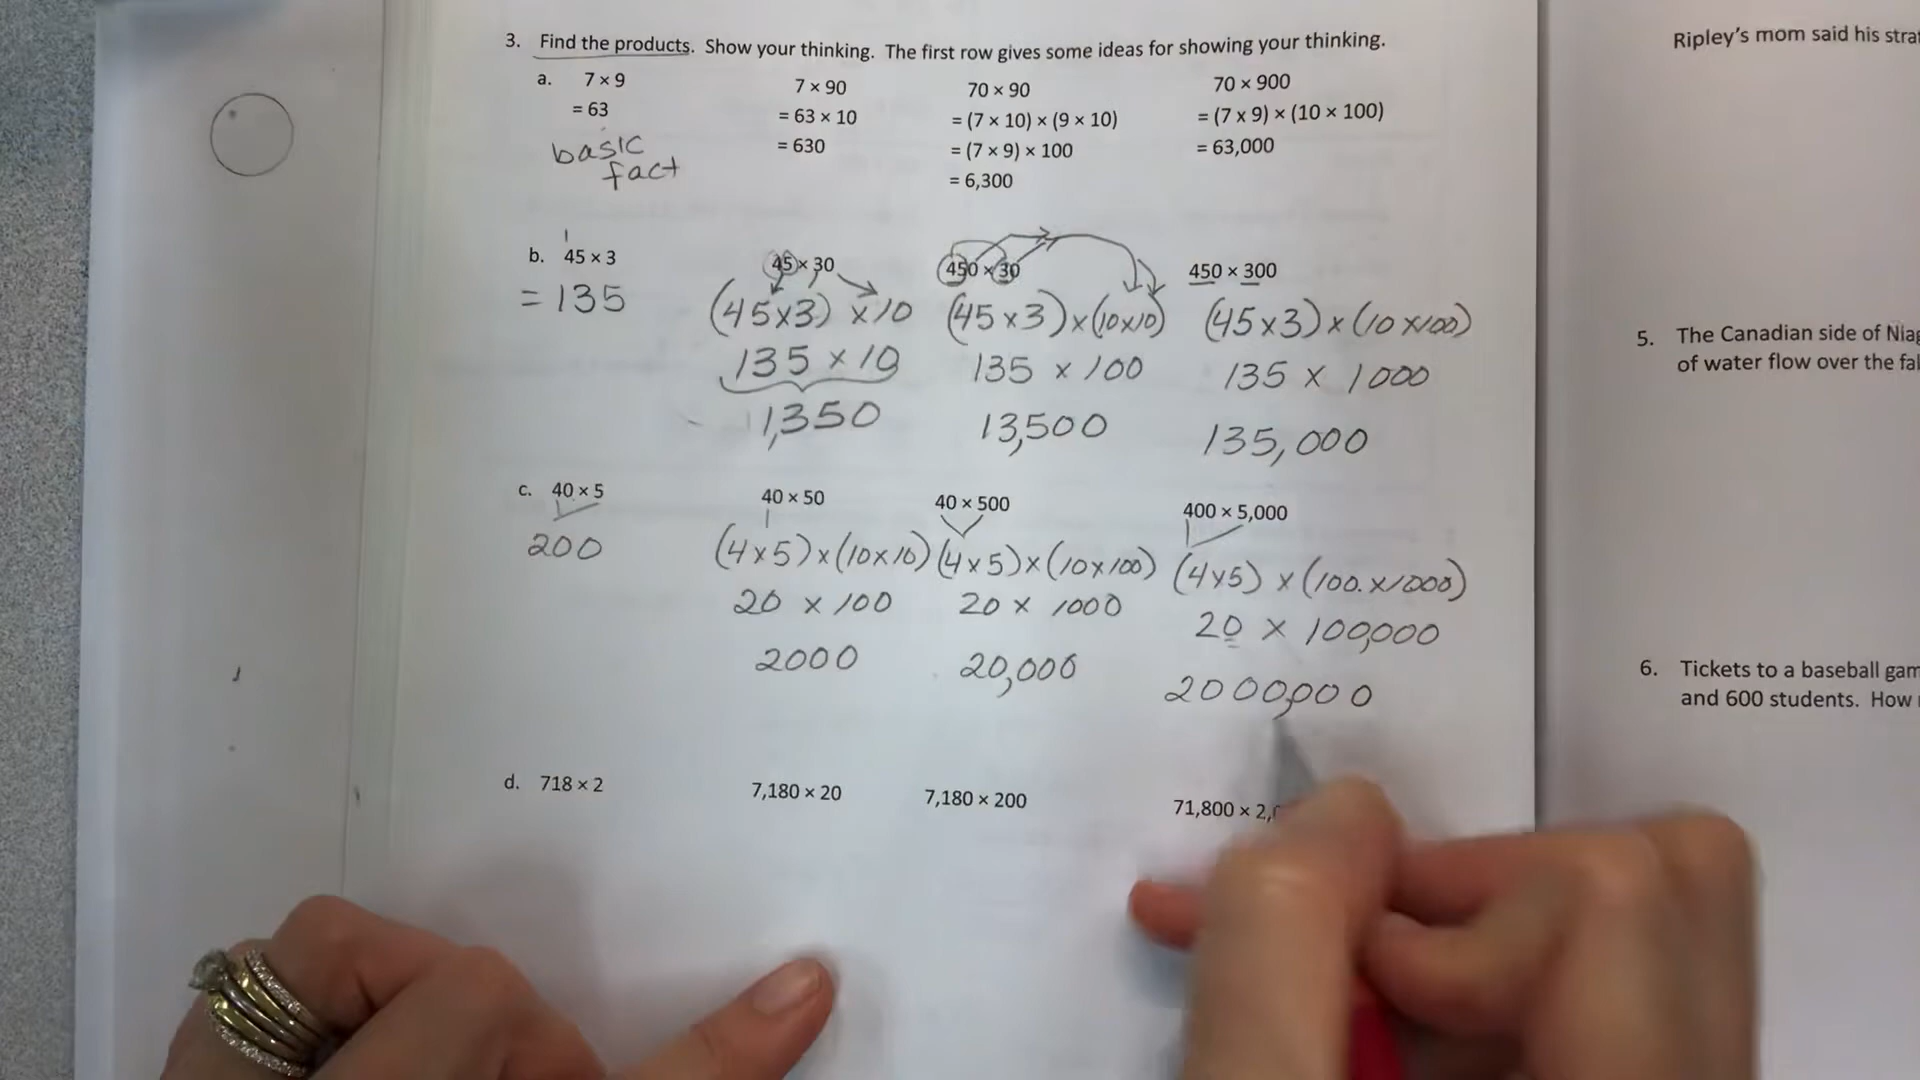 3. Find the products. Show your thinking. The first row gives some ideas for showing your thinking.
a. 7 × 9
= 63
basic
fact
7 × 90
= 63 × 10
= 630
70 × 90
= (7 × 10) × (9 × 10)
= (7 × 9) × 100
= 6,300
70 × 900
= (7 x 9) × (10 × 100)
= 63,000
b. 45 × 3
1
= 135
45 × 30
(45x3) x10
135 x 10
1,350
450 × 30
(45x3)x(10x10)
135 x 100
13,500
450 × 300
(45x3)x(10x100)
135 x 1000
135,000
c. 40 × 5
200
40 × 50
(4x5)x(10x10)
20 x 100
2000
40 × 500
(4x5)x(10x100)
20 x 1000
20,000
400 × 5,000
(4x5) x (100.x1000)
20 x 100,000
2000,000
d. 718 × 2
7,180 × 20
7,180 × 200
71,800 × 2,
Ripley's mom said his
5. The Canadian side of
of water flow over the
6. Tickets to a baseball
and 600 students. How